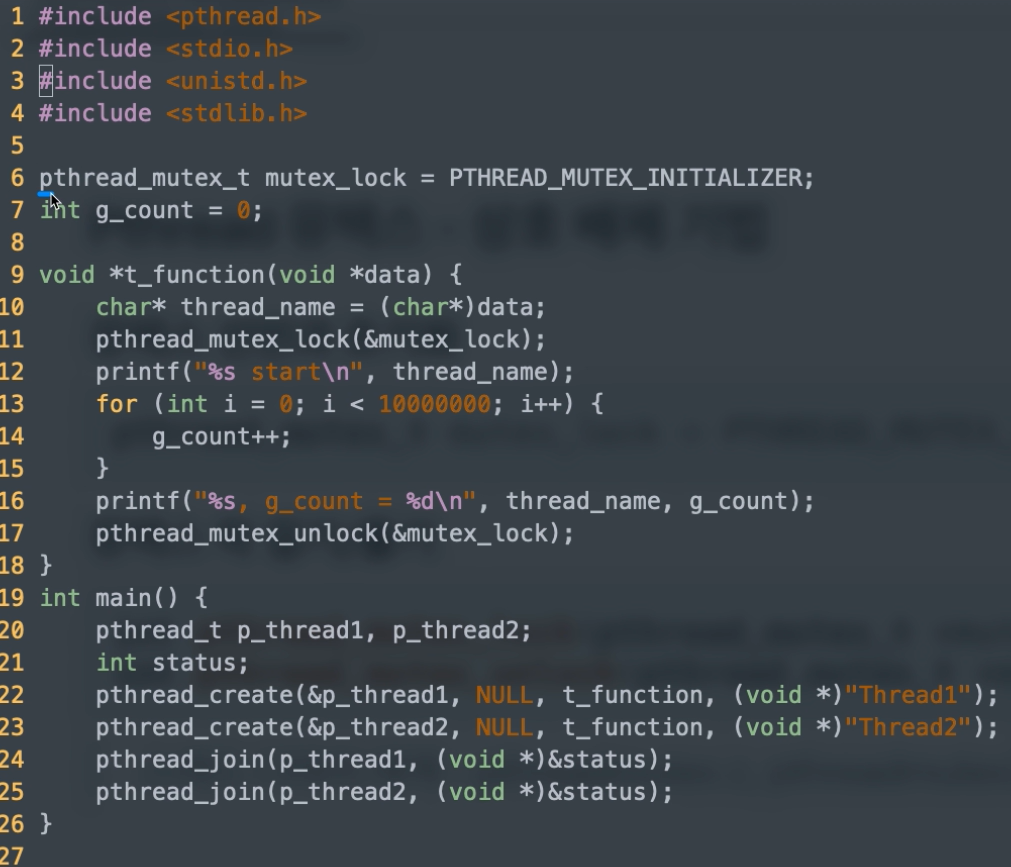 1 #include <pthread.h>
2 #include <stdio.h>
3 #include <unistd.h>
4 #include <stdlib.h>
5
6 pthread_mutex_t mutex_lock = PTHREAD_MUTEX_INITIALIZER;
7 int g_count = 0;
8
9 void *t_function(void *data) {
10     char* thread_name = (char*)data;
11     pthread_mutex_lock(&mutex_lock);
12     printf("%s start\n", thread_name);
13     for (int i = 0; i < 10000000; i++) {
14         g_count++;
15     }
16     printf("%s, g_count = %d\n", thread_name, g_count);
17     pthread_mutex_unlock(&mutex_lock);
18 }
19 int main() {
20     pthread_t p_thread1, p_thread2;
21     int status;
22     pthread_create(&p_thread1, NULL, t_function, (void *)"Thread1");
23     pthread_create(&p_thread2, NULL, t_function, (void *)"Thread2");
24     pthread_join(p_thread1, (void *)&status);
25     pthread_join(p_thread2, (void *)&status);
26 }
27